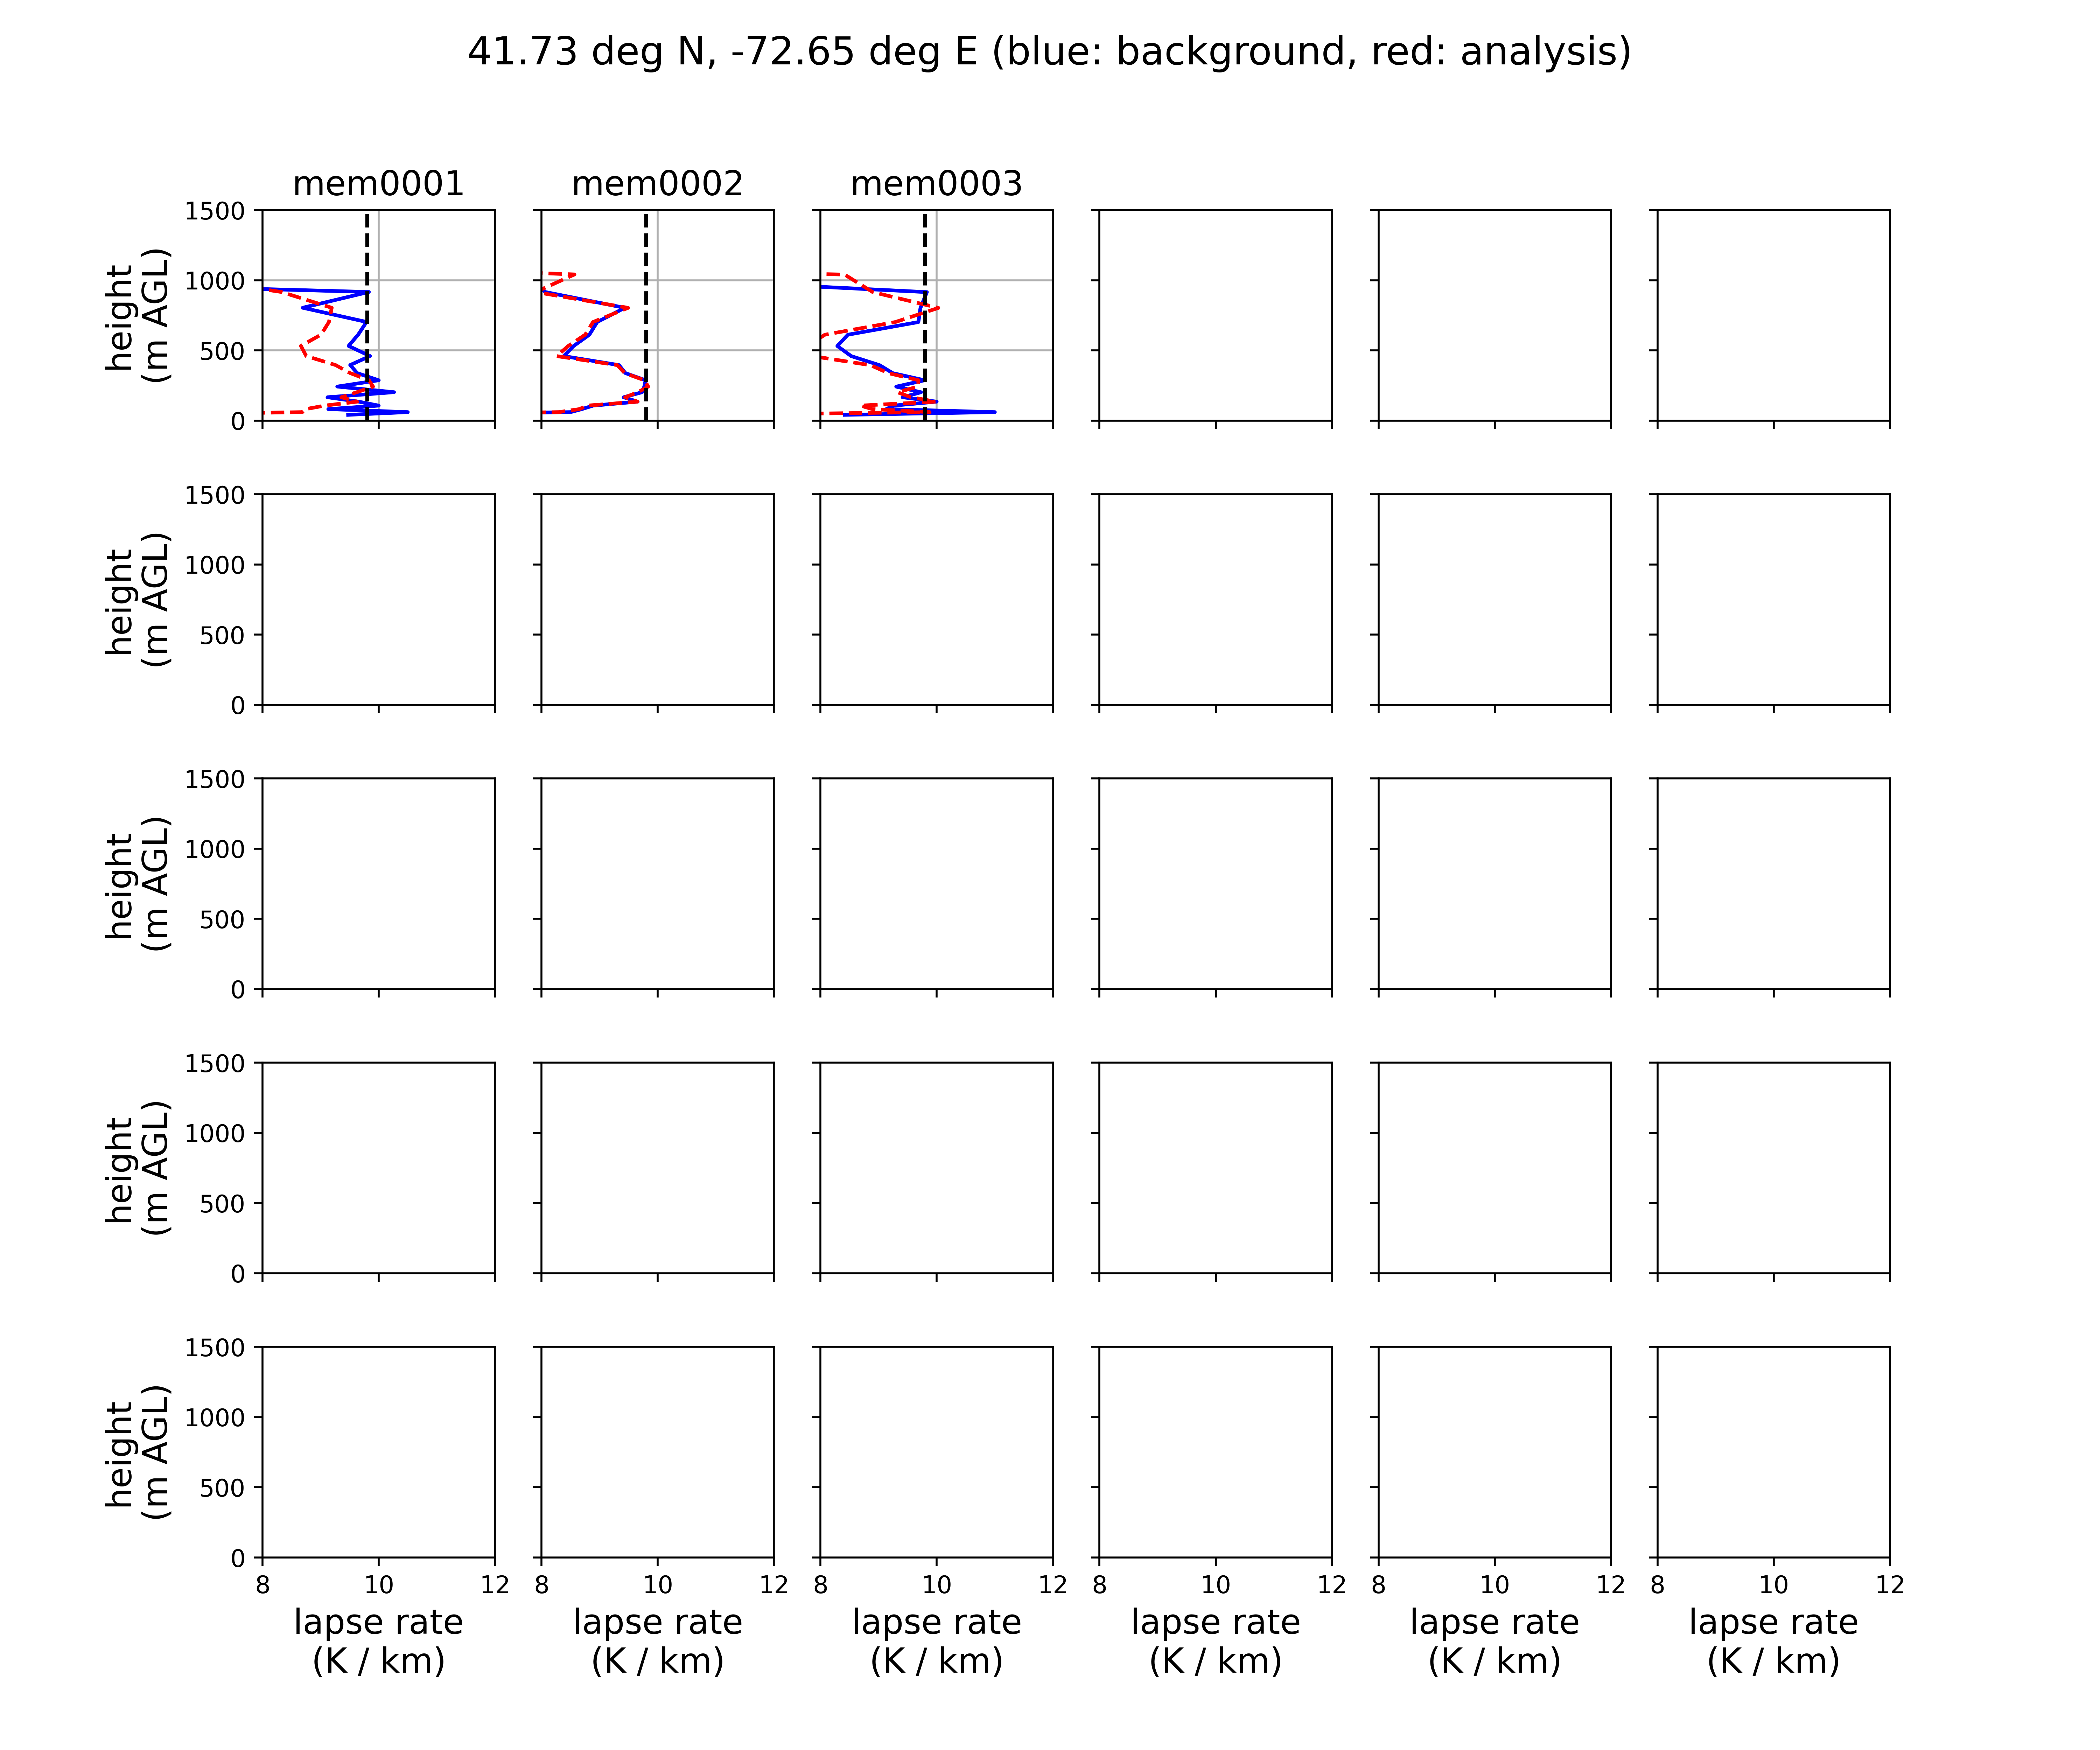 41.73 deg N, -72.65 deg E (blue: background, red: analysis)
mem0001 mem0002 mem0003
height
(m AGL)
1500
1000
500
0
height
(m AGL)
1500
1000
500
0
height
(m AGL)
1500
1000
500
0
height
(m AGL)
1500
1000
500
0
height
(m AGL)
1500
1000
500
0
8 10 12 8 10 12 8 10 12 8 10 12 8 10 12 8 10 12
lapse rate lapse rate lapse rate lapse rate lapse rate lapse rate
(K / km) (K / km) (K / km) (K / km) (K / km) (K / km)